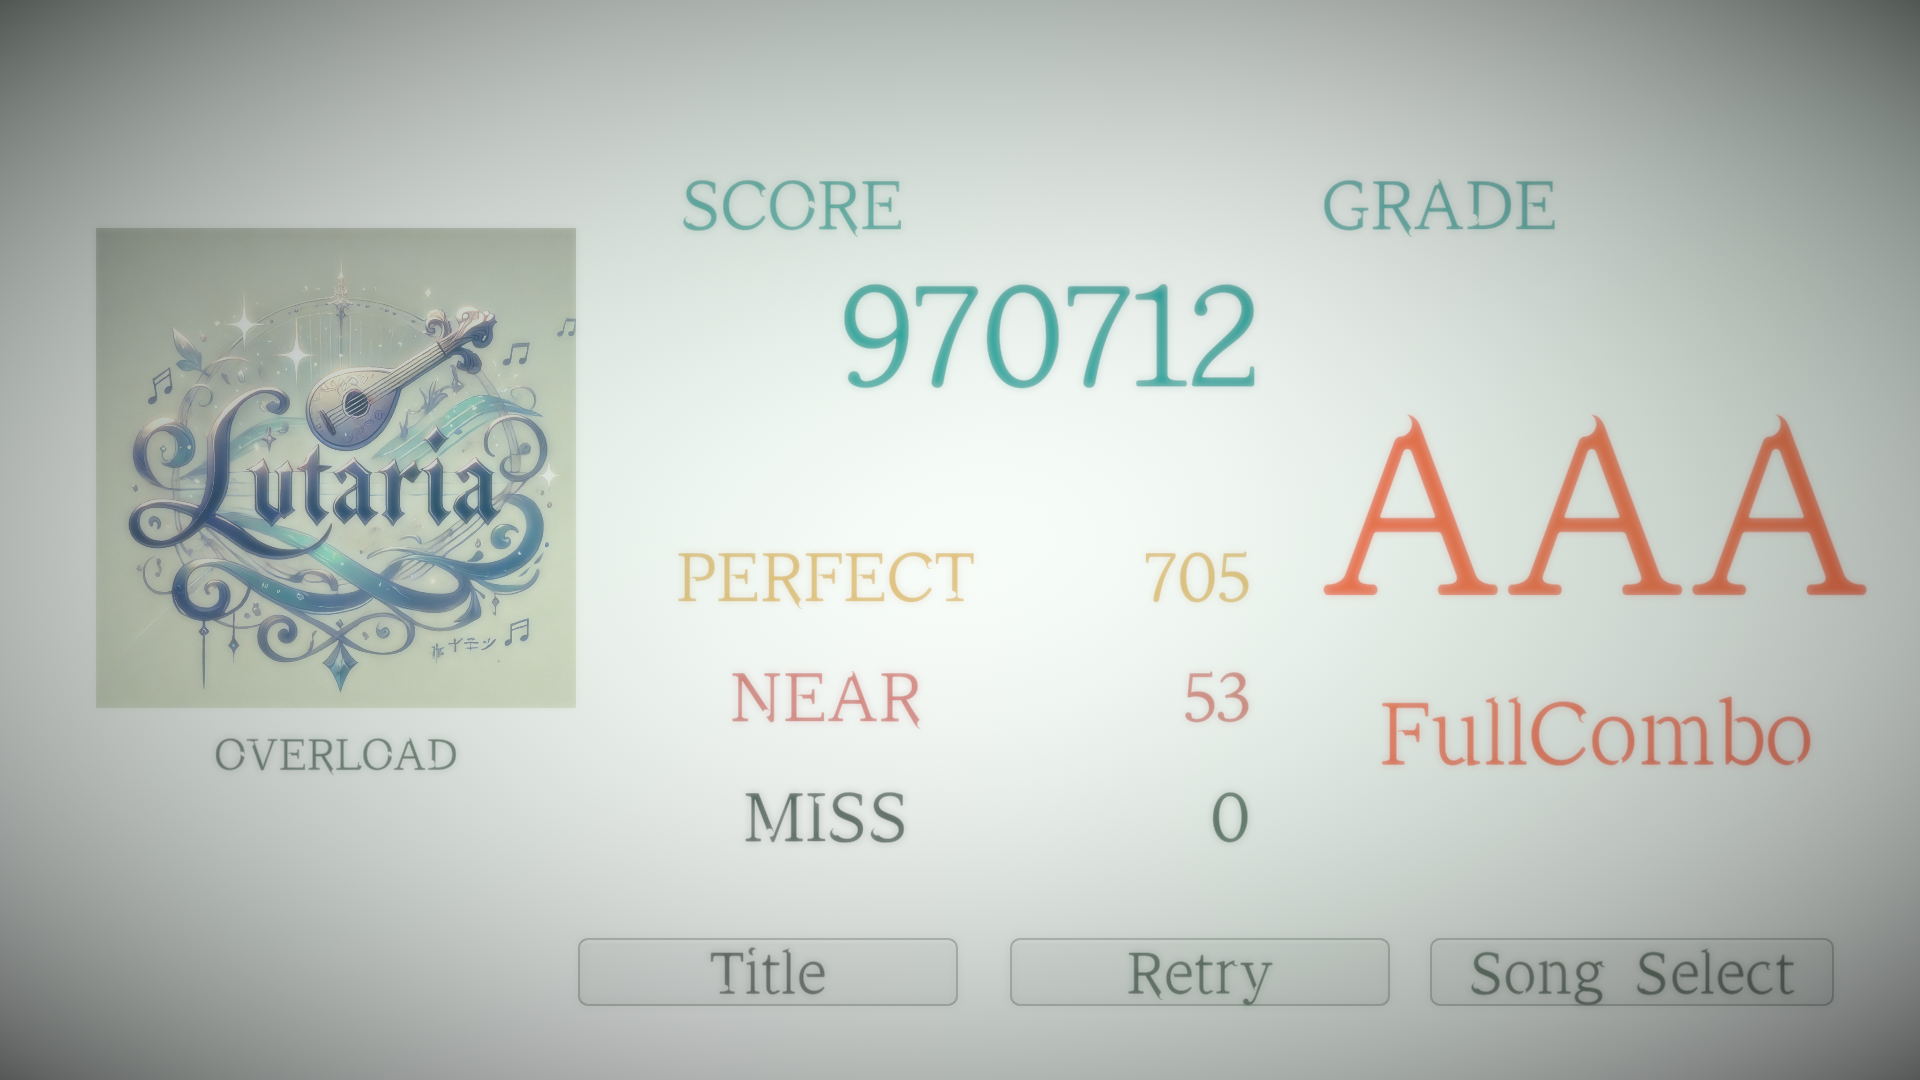 Lutaria
OVERLOAD
SCORE
970712
PERFECT 705
NEAR 53
MISS 0
GRADE
AAA
FullCombo
Title
Retry
Song Select